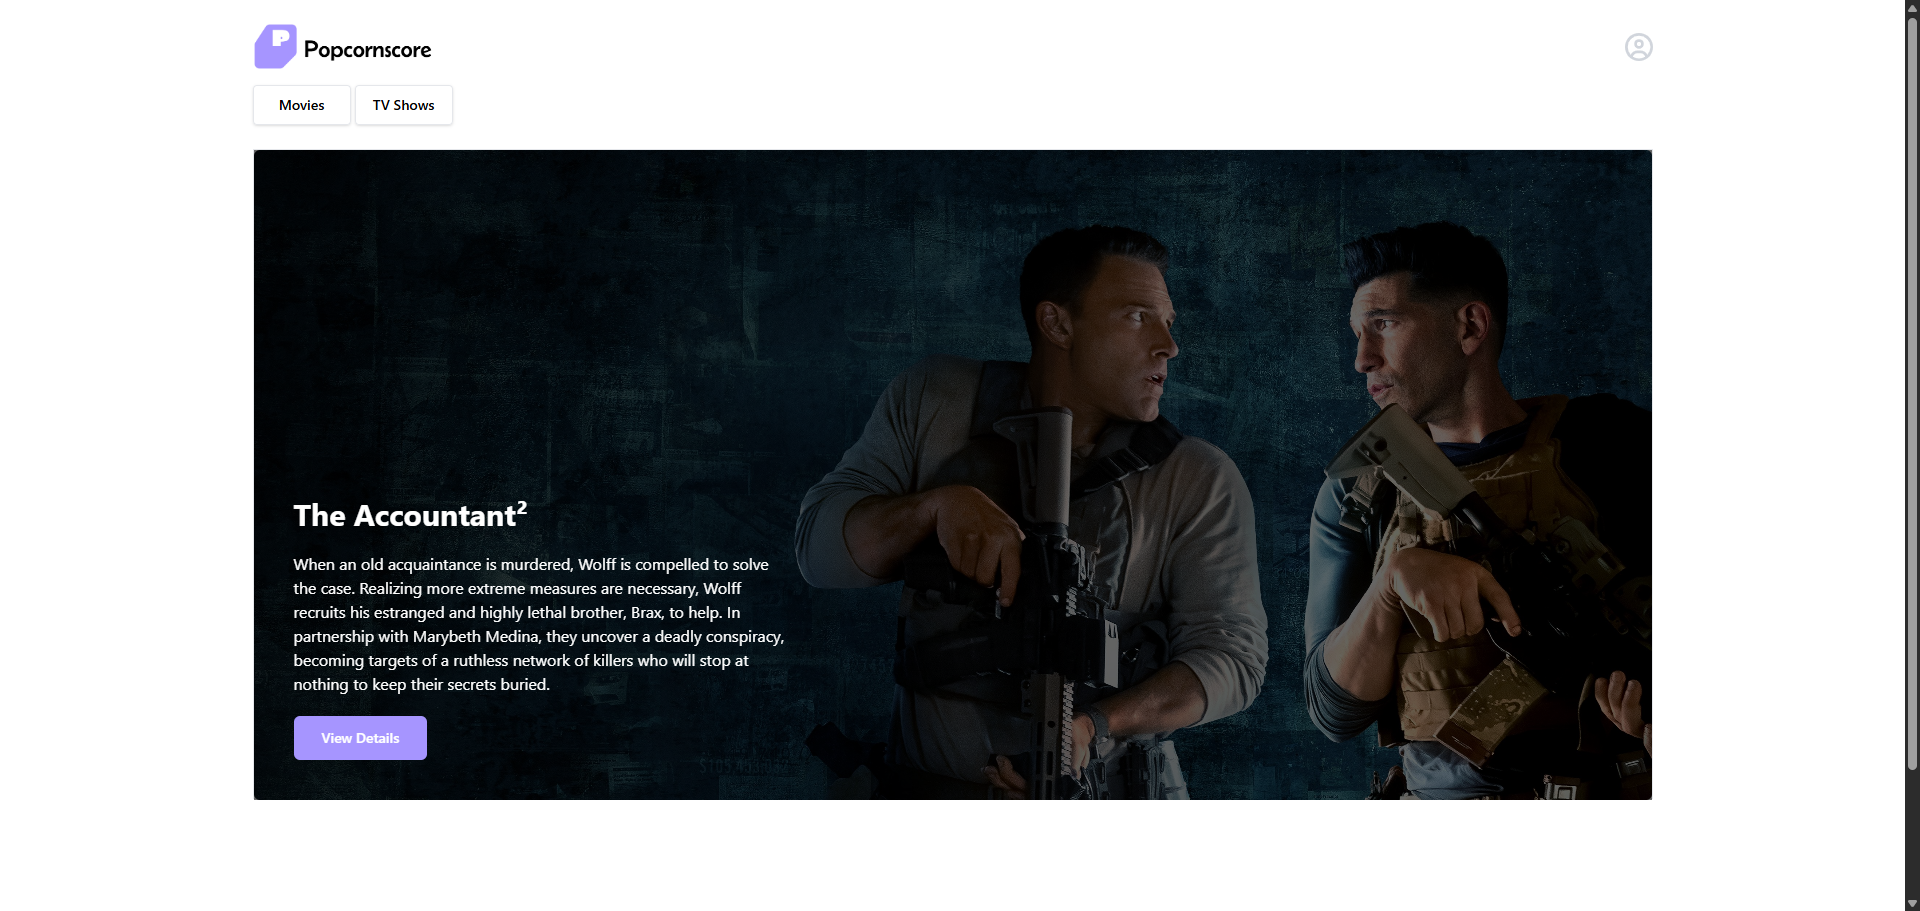 P
Popcornscore
Movies
TV Shows
The Accountant²
When an old acquaintance is murdered, Wolff is compelled to solve
the case. Realizing more extreme measures are necessary, Wolff
recruits his estranged and highly lethal brother, Brax, to help. In
partnership with Marybeth Medina, they uncover a deadly conspiracy,
becoming targets of a ruthless network of killers who will stop at
nothing to keep their secrets buried.
View Details